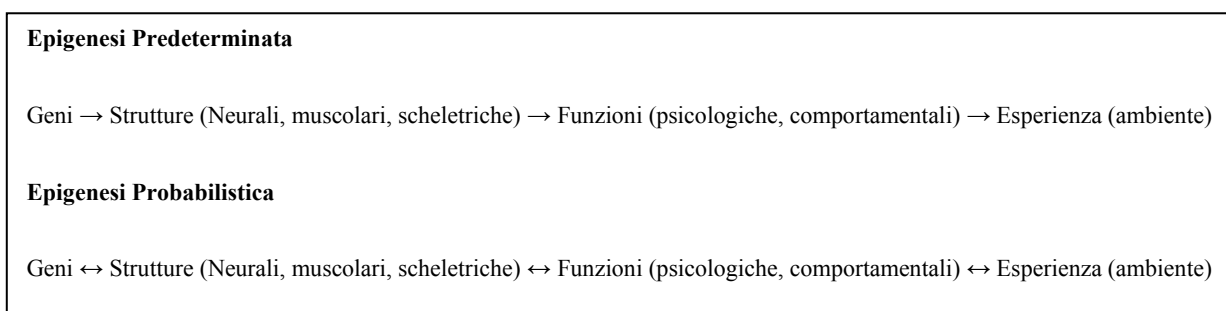 Epigenesi Predeterminata
Geni → Strutture (Neurali, muscolari, scheletriche) → Funzioni (psicologiche, comportamentali) → Esperienza (ambiente)
Epigenesi Probabilistica
Geni ↔ Strutture (Neurali, muscolari, scheletriche) ↔ Funzioni (psicologiche, comportamentali) ↔ Esperienza (ambiente)